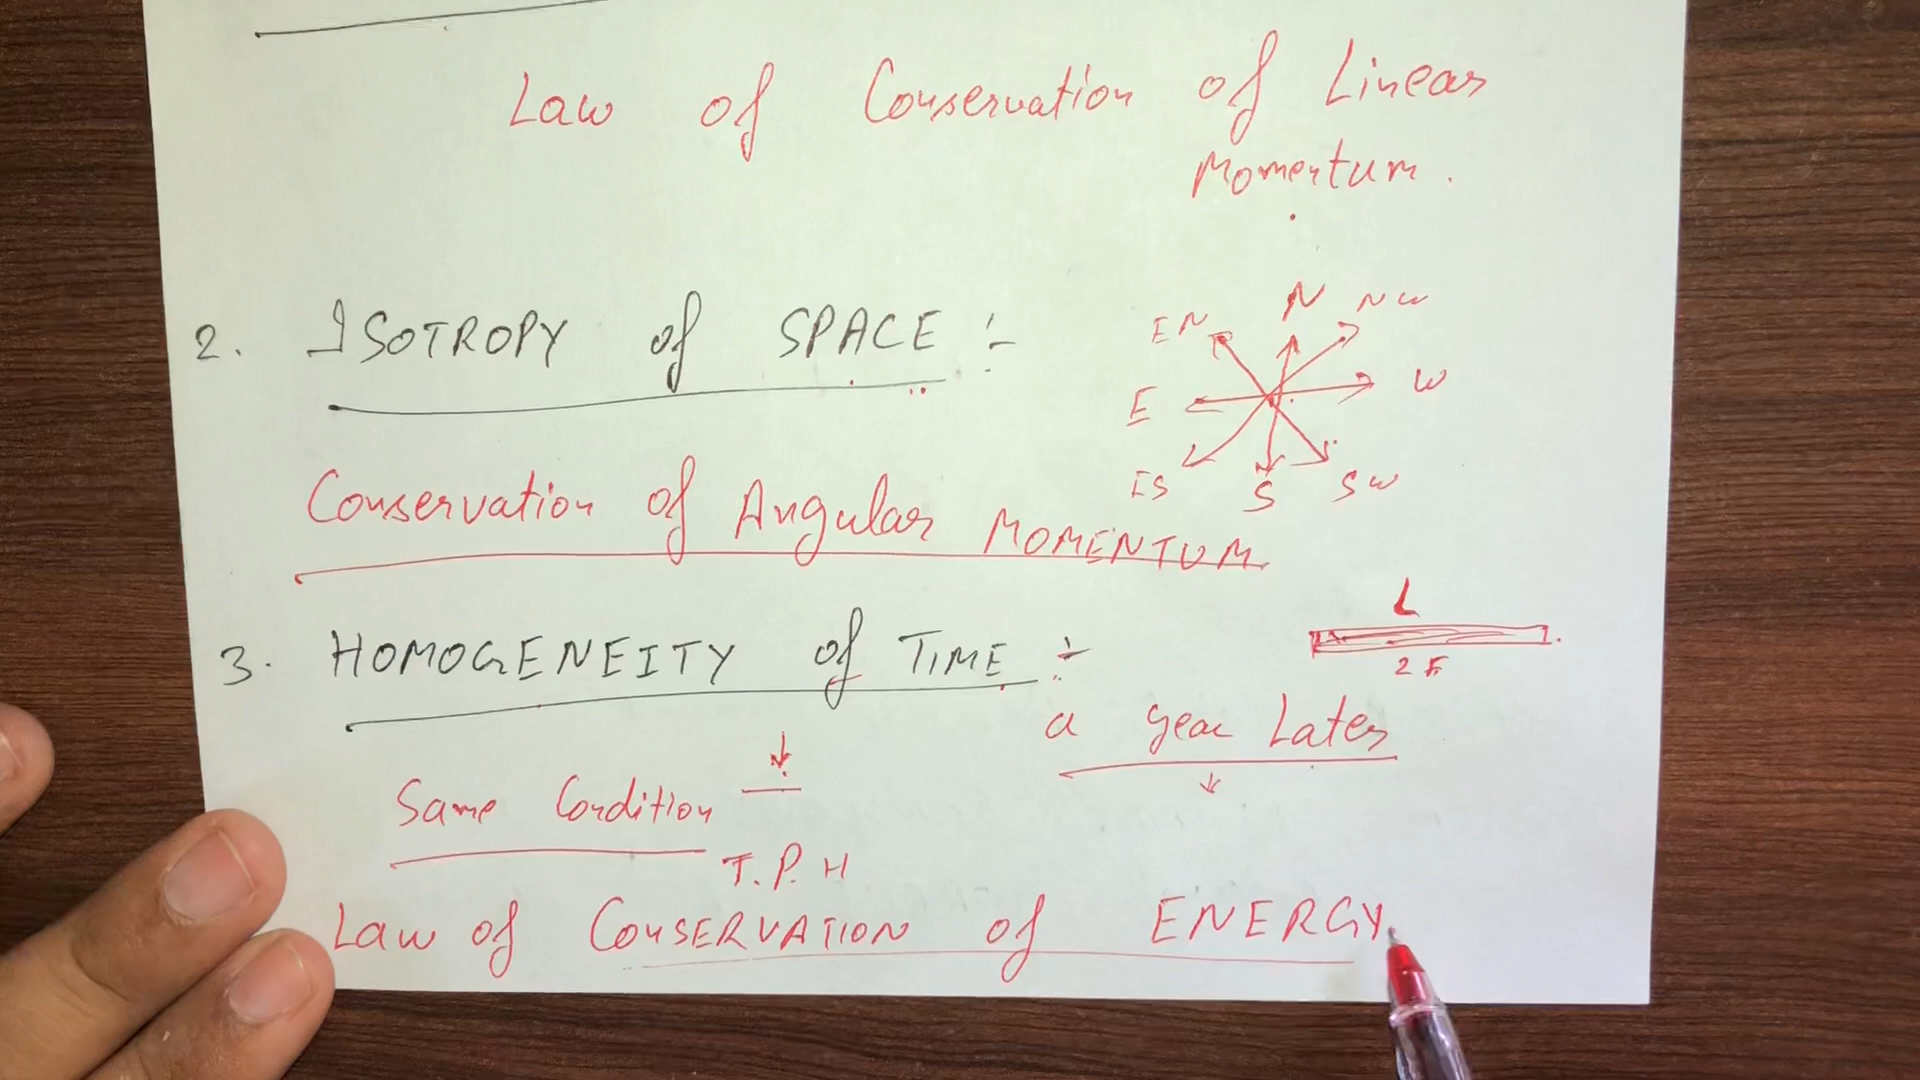 Law of Conservation of Linear
Momentum.
2. ISOTROPY of SPACE :-
N
NW
EN
W
E
ES
S
SW
Conservation of Angular MOMENTUM
L
3. HOMOGENEITY of TIME :-
2 F
a year Later
Same Condition
T.P.H
Law of CONSERVATION of ENERGY.